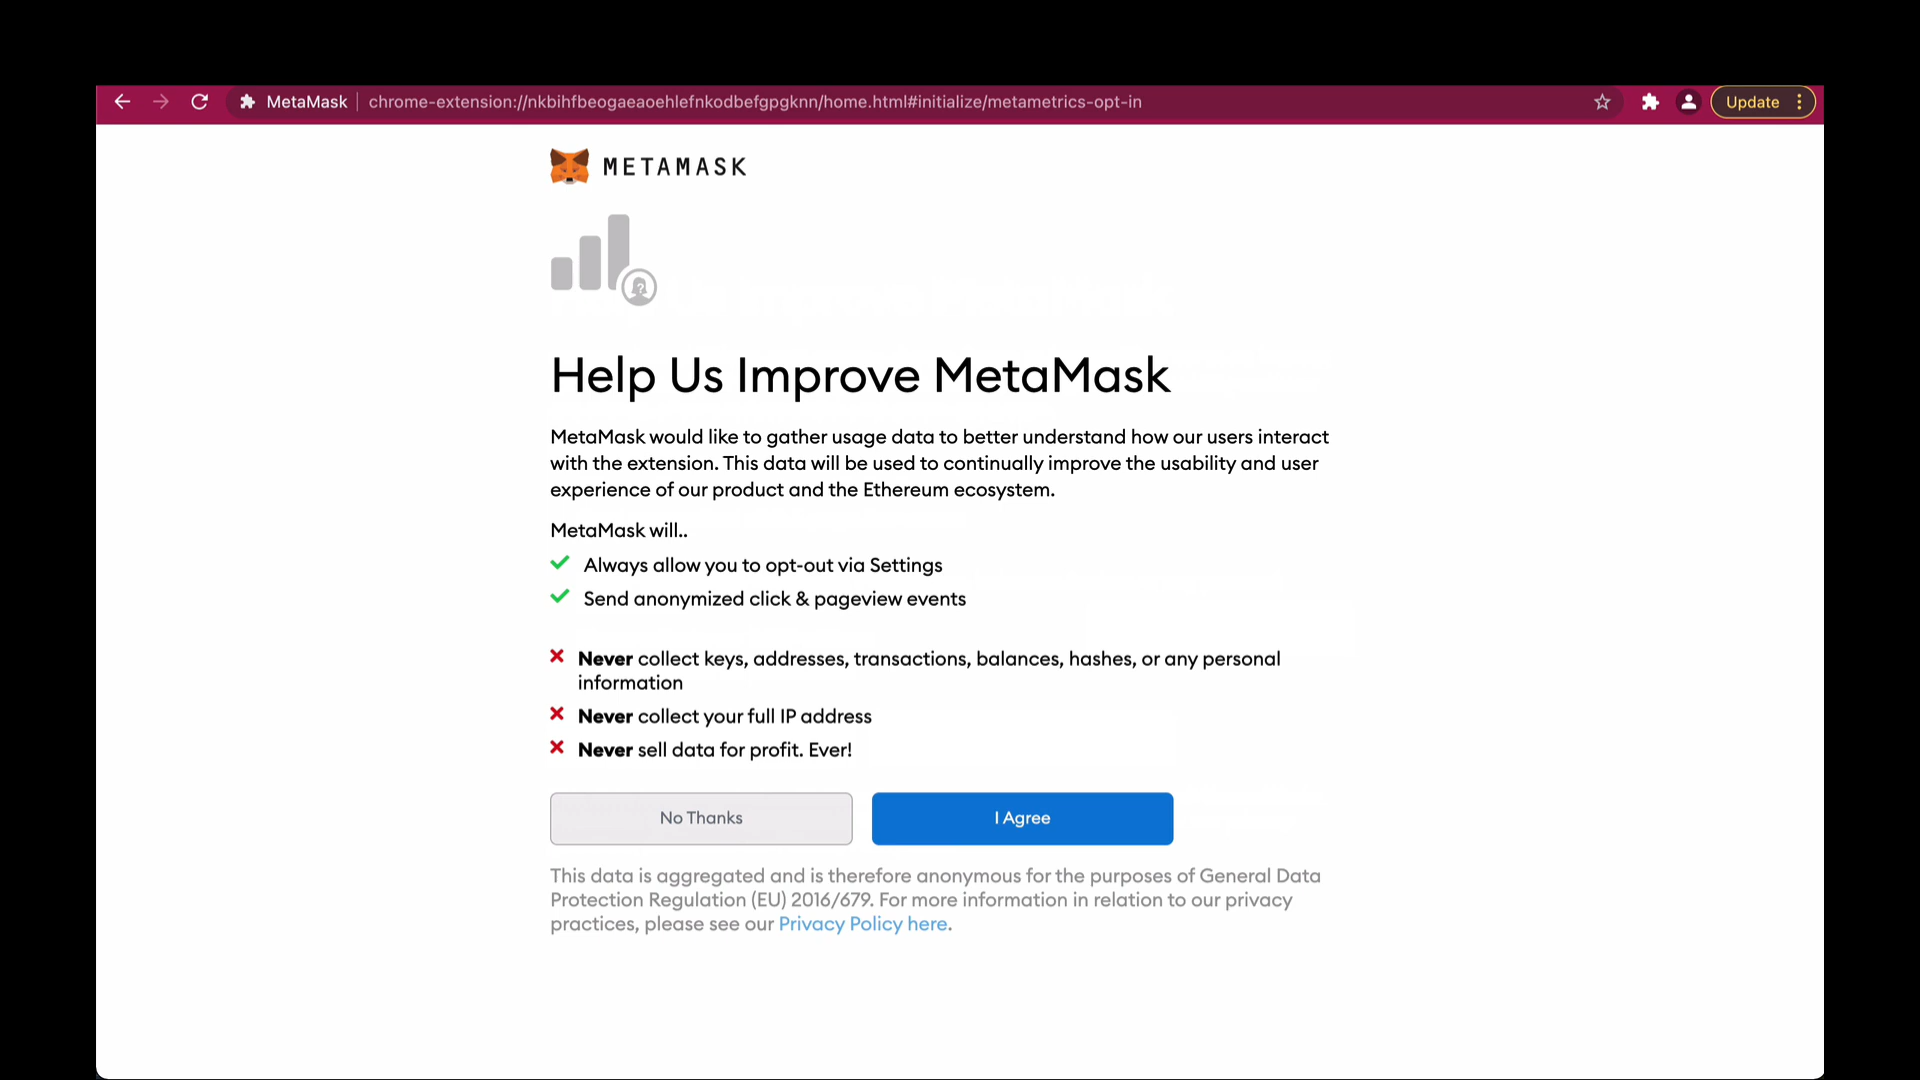 MetaMask chrome-extension://nkbihfbeogaeaoehlefnkodbefgpgknn/home.html#initialize/metametrics-opt-in Update
METAMASK
Help Us Improve MetaMask
MetaMask would like to gather usage data to better understand how our users interact
with the extension. This data will be used to continually improve the usability and user
experience of our product and the Ethereum ecosystem.
MetaMask will..
Always allow you to opt-out via Settings
Send anonymized click & pageview events
Never collect keys, addresses, transactions, balances, hashes, or any personal
information
Never collect your full IP address
Never sell data for profit. Ever!
No Thanks I Agree
This data is aggregated and is therefore anonymous for the purposes of General Data
Protection Regulation (EU) 2016/679. For more information in relation to our privacy
practices, please see our Privacy Policy here.